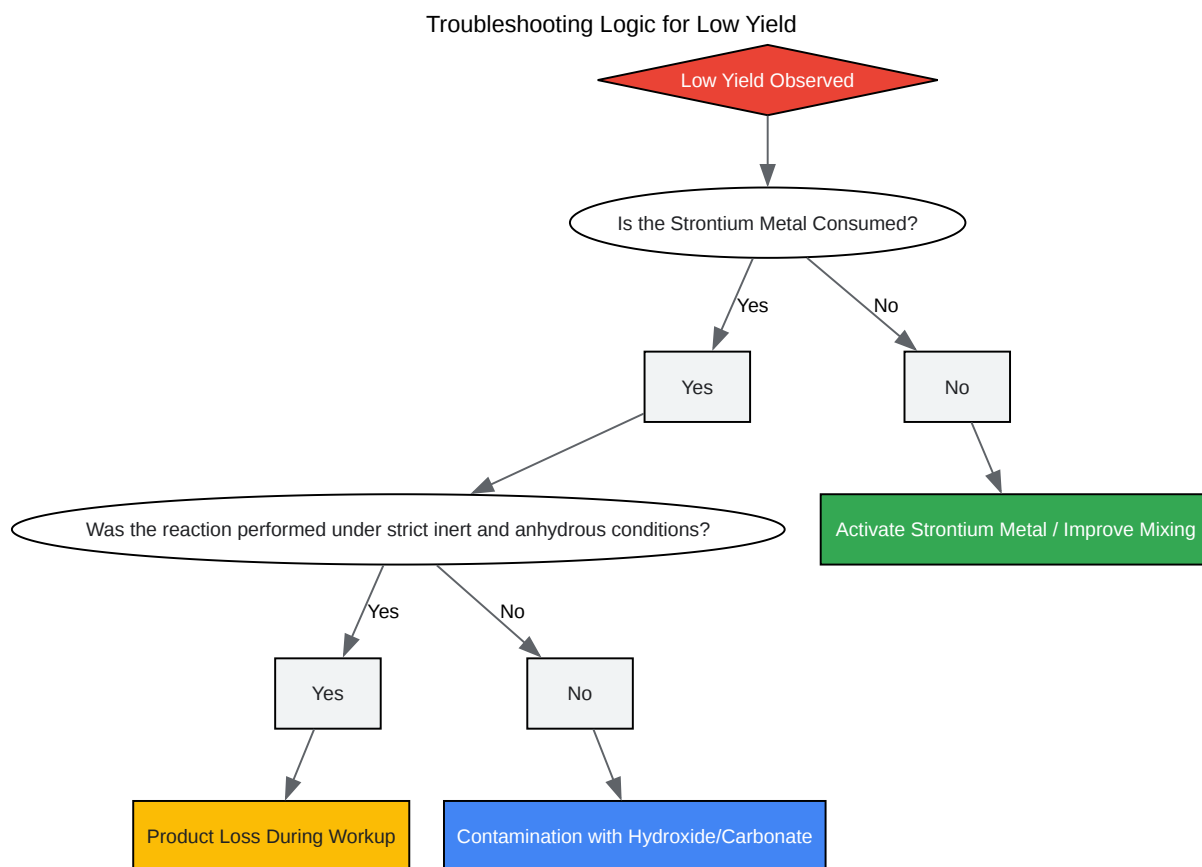 Troubleshooting Logic for Low Yield
Low Yield Observed
Is the Strontium Metal Consumed?
Yes
No
Yes
No
Was the reaction performed under strict inert and anhydrous conditions?
Activate Strontium Metal / Improve Mixing
Yes
No
Yes
No
Product Loss During Workup
Contamination with Hydroxide/Carbonate